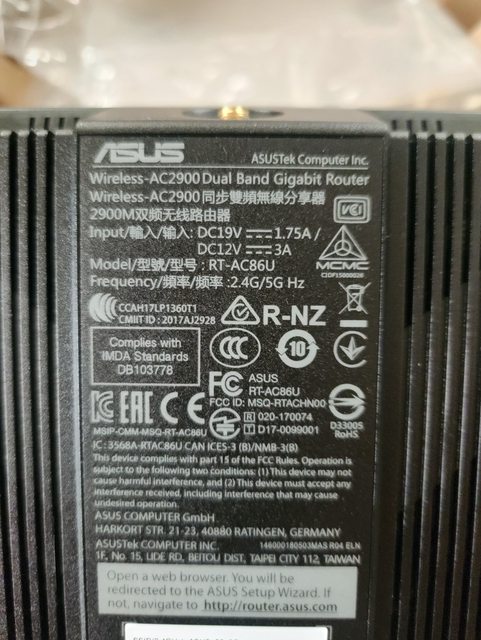 ASUS
ASUSTek Computer Inc.
Wireless-AC2900 Dual Band Gigabit Router
Wireless-AC2900 同步雙頻無線分享器
2900M双频无线路由器
VCI
Input/輸入/输入: DC19V 1.75A /
DC12V 3A
MCMC
Model/型號/型号 : RT-AC86U
Frequency/頻率/频率 : 2.4G/5G Hz
CCAH17LP1360T1
CMIIT ID : 2017AJ2928
R-NZ
Complies with
IMDA Standards
DB103778
CCC
10
FC ASUS
RT-AC86U
FCC ID: MSQ-RTACHN00
EAC CE
R 020-170074
T D17-0099001
D33005
RoHS
MSIP-CMM-MSQ-RT-AC86U
IC : 3568A-RTAC86U CAN ICES-3 (B)/NMB-3(B)
This device complies with part 15 of the FCC Rules. Operation is
subject to the following two conditions: (1) This device may not
cause harmful interference, and (2) This device must accept any
interference received, including interference that may cause
undesired operation.
ASUS COMPUTER GmbH
HARKORT STR. 21-23, 40880 RATINGEN, GERMANY
ASUSTeK COMPUTER INC. 146000180503MAS R04 ELN
1F., No. 15, LIDE RD., BEITOU DIST., TAIPEI CITY 112, TAIWAN
Open a web browser. You will be
redirected to the ASUS Setup Wizard. If
not, navigate to http://router.asus.com